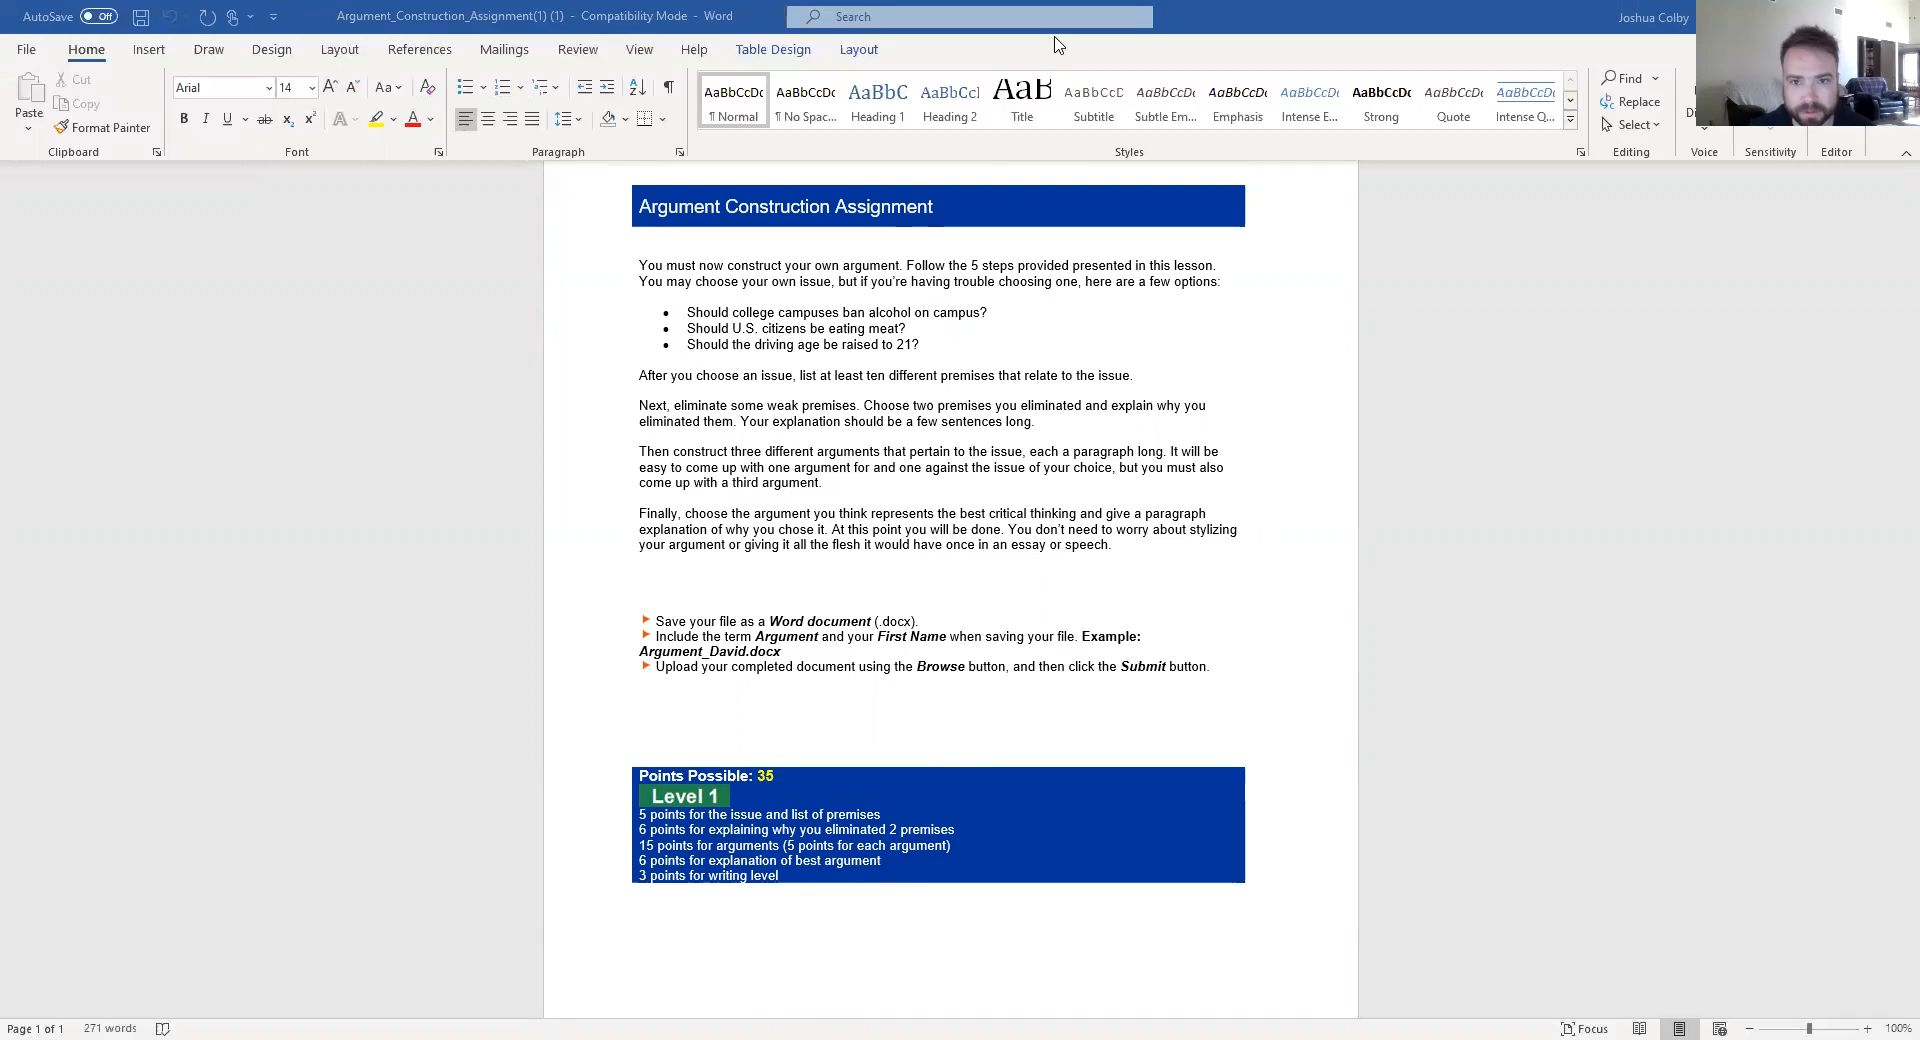 AutoSave Off Argument_Construction_Assignment(1) (1) - Compatibility Mode - Word Search Joshua Colby
File Home Insert Draw Design Layout References Mailings Review View Help Table Design Layout
Paste Cut Copy Format Painter
Arial 14
AaBbCcDc AaBbCcDc AaBbC AaBbCcI AaB AaBbCcD AaBbCcDc AaBbCcDc AaBbCcDc AaBbCcDc AaBbCcDc AaBbCcDc
¶ Normal ¶ No Spac... Heading 1 Heading 2 Title Subtitle Subtle Em... Emphasis Intense E... Strong Quote Intense Q...
Find
Replace
Select
Clipboard Font Paragraph Styles Editing Voice Sensitivity Editor
Argument Construction Assignment
You must now construct your own argument. Follow the 5 steps provided presented in this lesson.
You may choose your own issue, but if you're having trouble choosing one, here are a few options:
• Should college campuses ban alcohol on campus?
• Should U.S. citizens be eating meat?
• Should the driving age be raised to 21?
After you choose an issue, list at least ten different premises that relate to the issue.
Next, eliminate some weak premises. Choose two premises you eliminated and explain why you
eliminated them. Your explanation should be a few sentences long.
Then construct three different arguments that pertain to the issue, each a paragraph long. It will be
easy to come up with one argument for and one against the issue of your choice, but you must also
come up with a third argument.
Finally, choose the argument you think represents the best critical thinking and give a paragraph
explanation of why you chose it. At this point you will be done. You don't need to worry about stylizing
your argument or giving it all the flesh it would have once in an essay or speech.
Save your file as a Word document (.docx).
Include the term Argument and your First Name when saving your file. Example:
Argument_David.docx
Upload your completed document using the Browse button, and then click the Submit button.
Points Possible: 35
Level 1
5 points for the issue and list of premises
6 points for explaining why you eliminated 2 premises
15 points for arguments (5 points for each argument)
6 points for explanation of best argument
3 points for writing level
Page 1 of 1 271 words Focus 100%